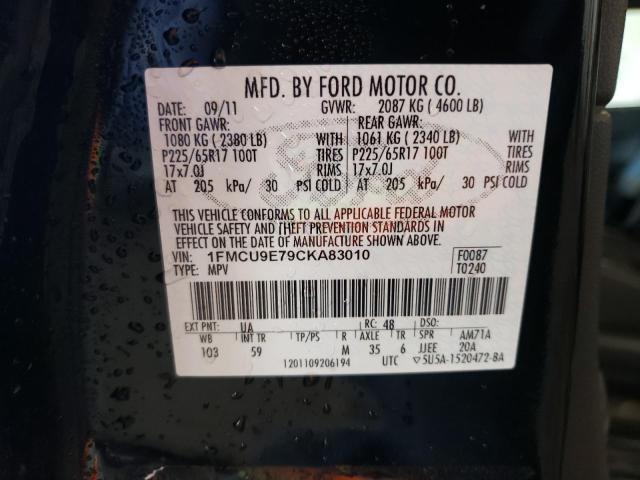 MFD. BY FORD MOTOR CO.
DATE: 09/11 GVWR: 2087 KG ( 4600 LB)
FRONT GAWR: REAR GAWR:
1080 KG ( 2380 LB) WITH 1061 KG ( 2340 LB) WITH
P225/65R17 100T TIRES P225/65R17 100T TIRES
17x7.0J RIMS 17x7.0J RIMS
AT 205 kPa/ 30 PSI COLD AT 205 kPa/ 30 PSI COLD
THIS VEHICLE CONFORMS TO ALL APPLICABLE FEDERAL MOTOR
VEHICLE SAFETY AND THEFT PREVENTION STANDARDS
IN EFFECT ON THE DATE OF MANUFACTURE SHOWN ABOVE.
VIN: 1FMCU9E79CKA83010 F0087
TYPE: MPV T0240
EXT PNT: UA RC: 48 DSO:
WB INT TR TP/PS R AXLE TR SPR AM71A
103 59 M 35 6 JJEE 20A
1201109206194 UTC ▽5U5A-1520472-BA